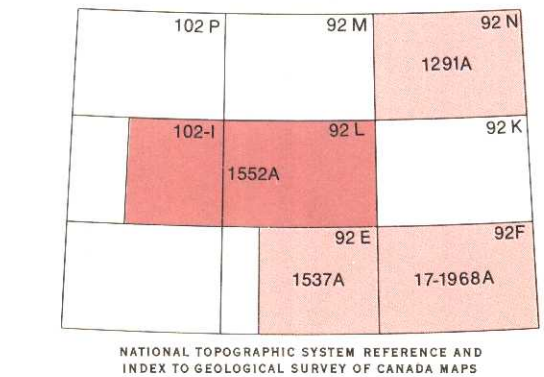 102 P 92 M 92 N
1291A
102-I 92 L 92 K
1552A
92 E 92F
1537A 17-1968A
NATIONAL TOPOGRAPHIC SYSTEM REFERENCE AND
INDEX TO GEOLOGICAL SURVEY OF CANADA MAPS